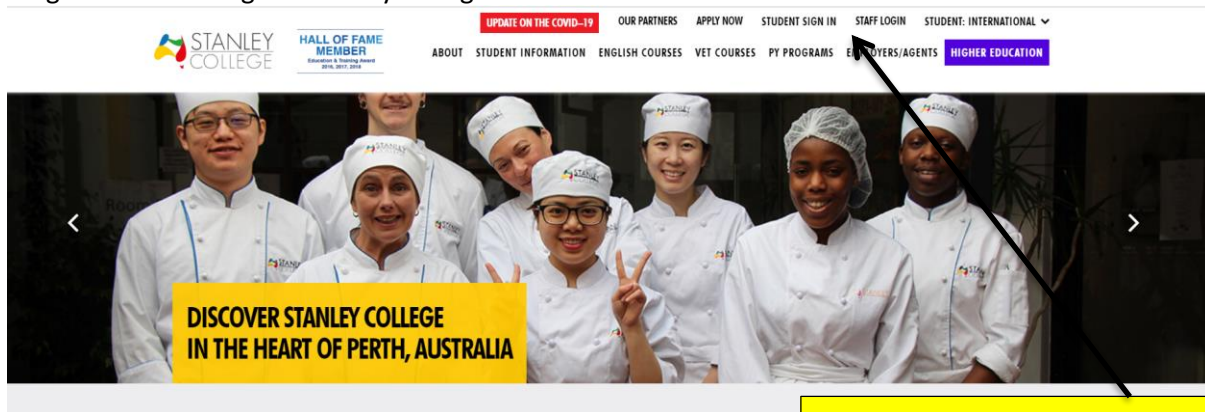 UPDATE ON THE COVID–19 OUR PARTNERS APPLY NOW STUDENT SIGN IN STAFF LOGIN STUDENT: INTERNATIONAL
STANLEY COLLEGE
HALL OF FAME
MEMBER
Education & Training Award
2016, 2017, 2018
ABOUT STUDENT INFORMATION ENGLISH COURSES VET COURSES PY PROGRAMS EMPLOYERS/AGENTS HIGHER EDUCATION
DISCOVER STANLEY COLLEGE
IN THE HEART OF PERTH, AUSTRALIA